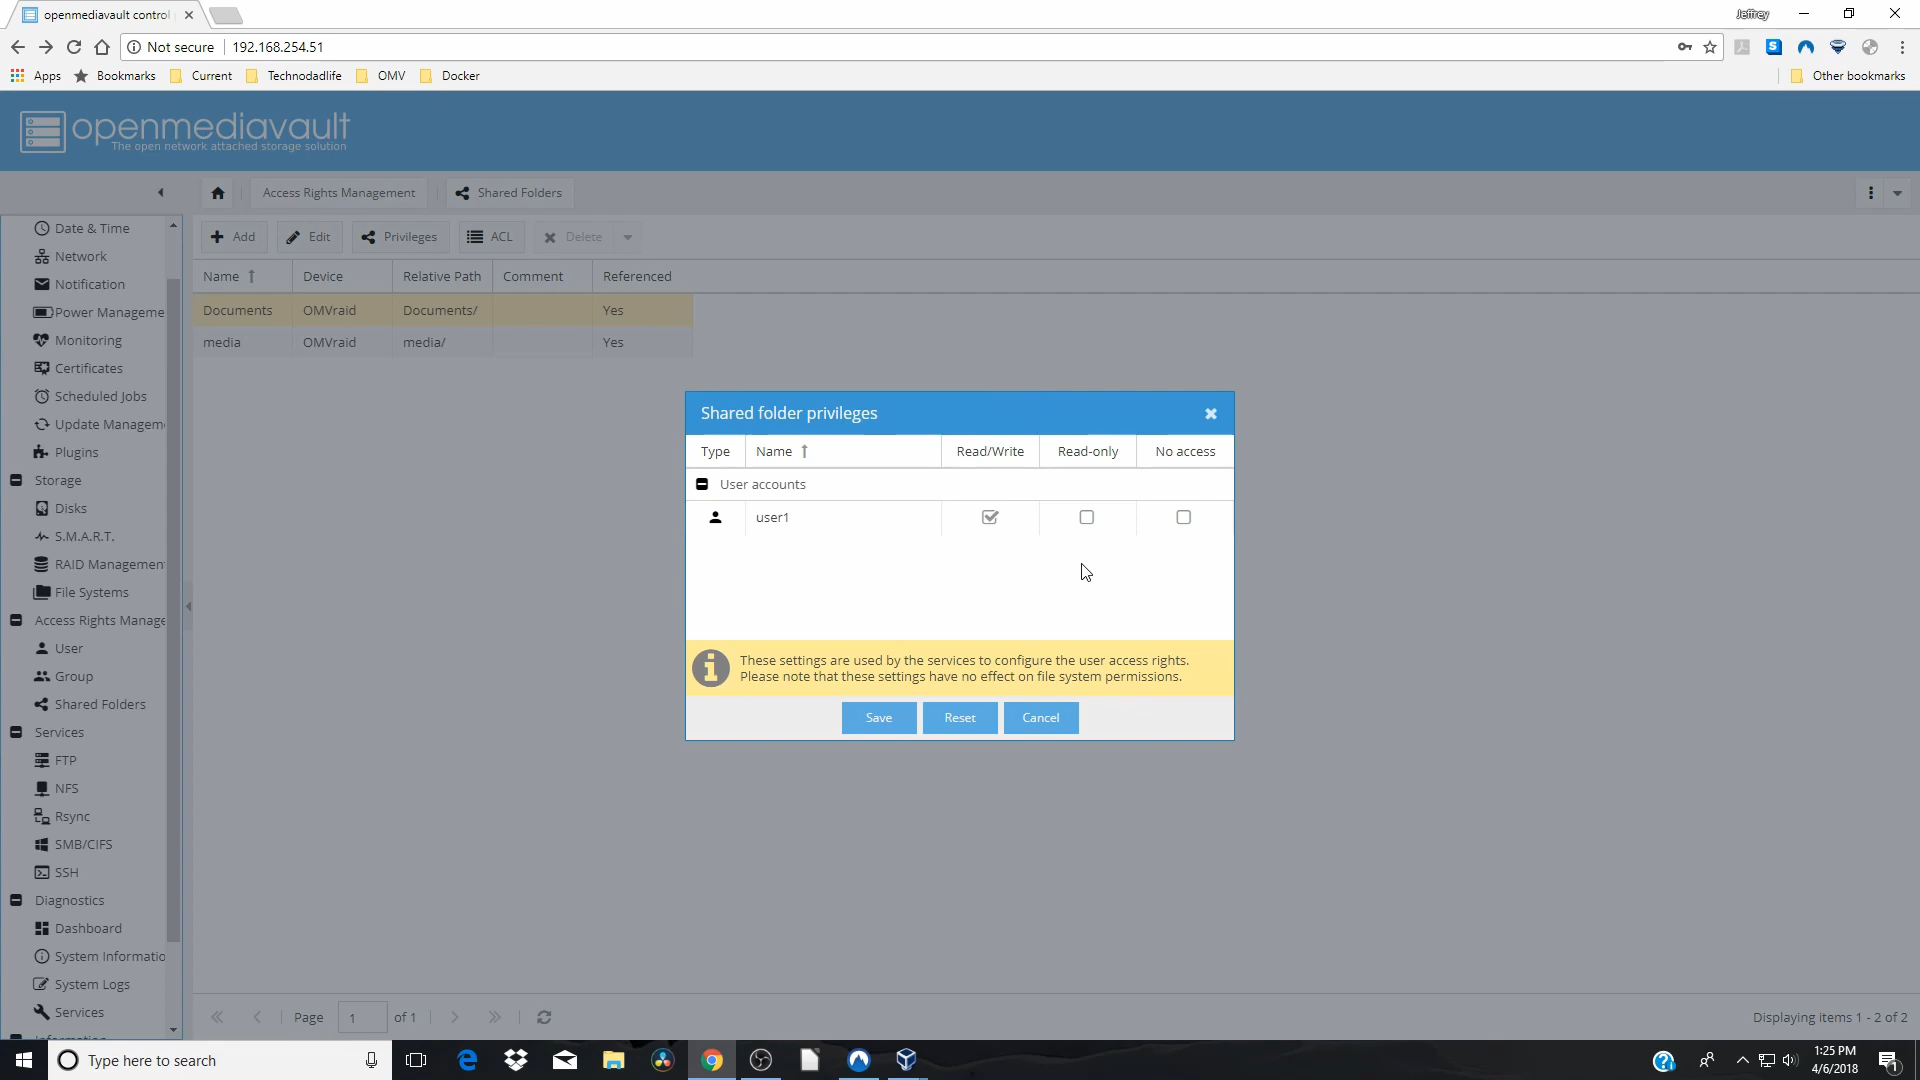 openmediavault control
Jeffrey
Not secure
192.168.254.51
Apps
Bookmarks
Current
Technodadlife
OMV
Docker
Other bookmarks
openmediavault
The open network attached storage solution
Access Rights Management
Shared Folders
Date & Time
Network
Notification
Power Manageme
Monitoring
Certificates
Scheduled Jobs
Update Managem
Plugins
Storage
Disks
S.M.A.R.T.
RAID Managemen
File Systems
Access Rights Manage
User
Group
Shared Folders
Services
FTP
NFS
Rsync
SMB/CIFS
SSH
Diagnostics
Dashboard
System Informatio
System Logs
Services
Add
Edit
Privileges
ACL
Delete
Name Device Relative Path Comment Referenced
Documents OMVraid Documents/ Yes
media OMVraid media/ Yes
Shared folder privileges
Type Name Read/Write Read-only No access
User accounts
user1
These settings are used by the services to configure the user access rights.
Please note that these settings have no effect on file system permissions.
Save
Reset
Cancel
Page 1 of 1
Displaying items 1 - 2 of 2
Type here to search
1:25 PM
4/6/2018
1